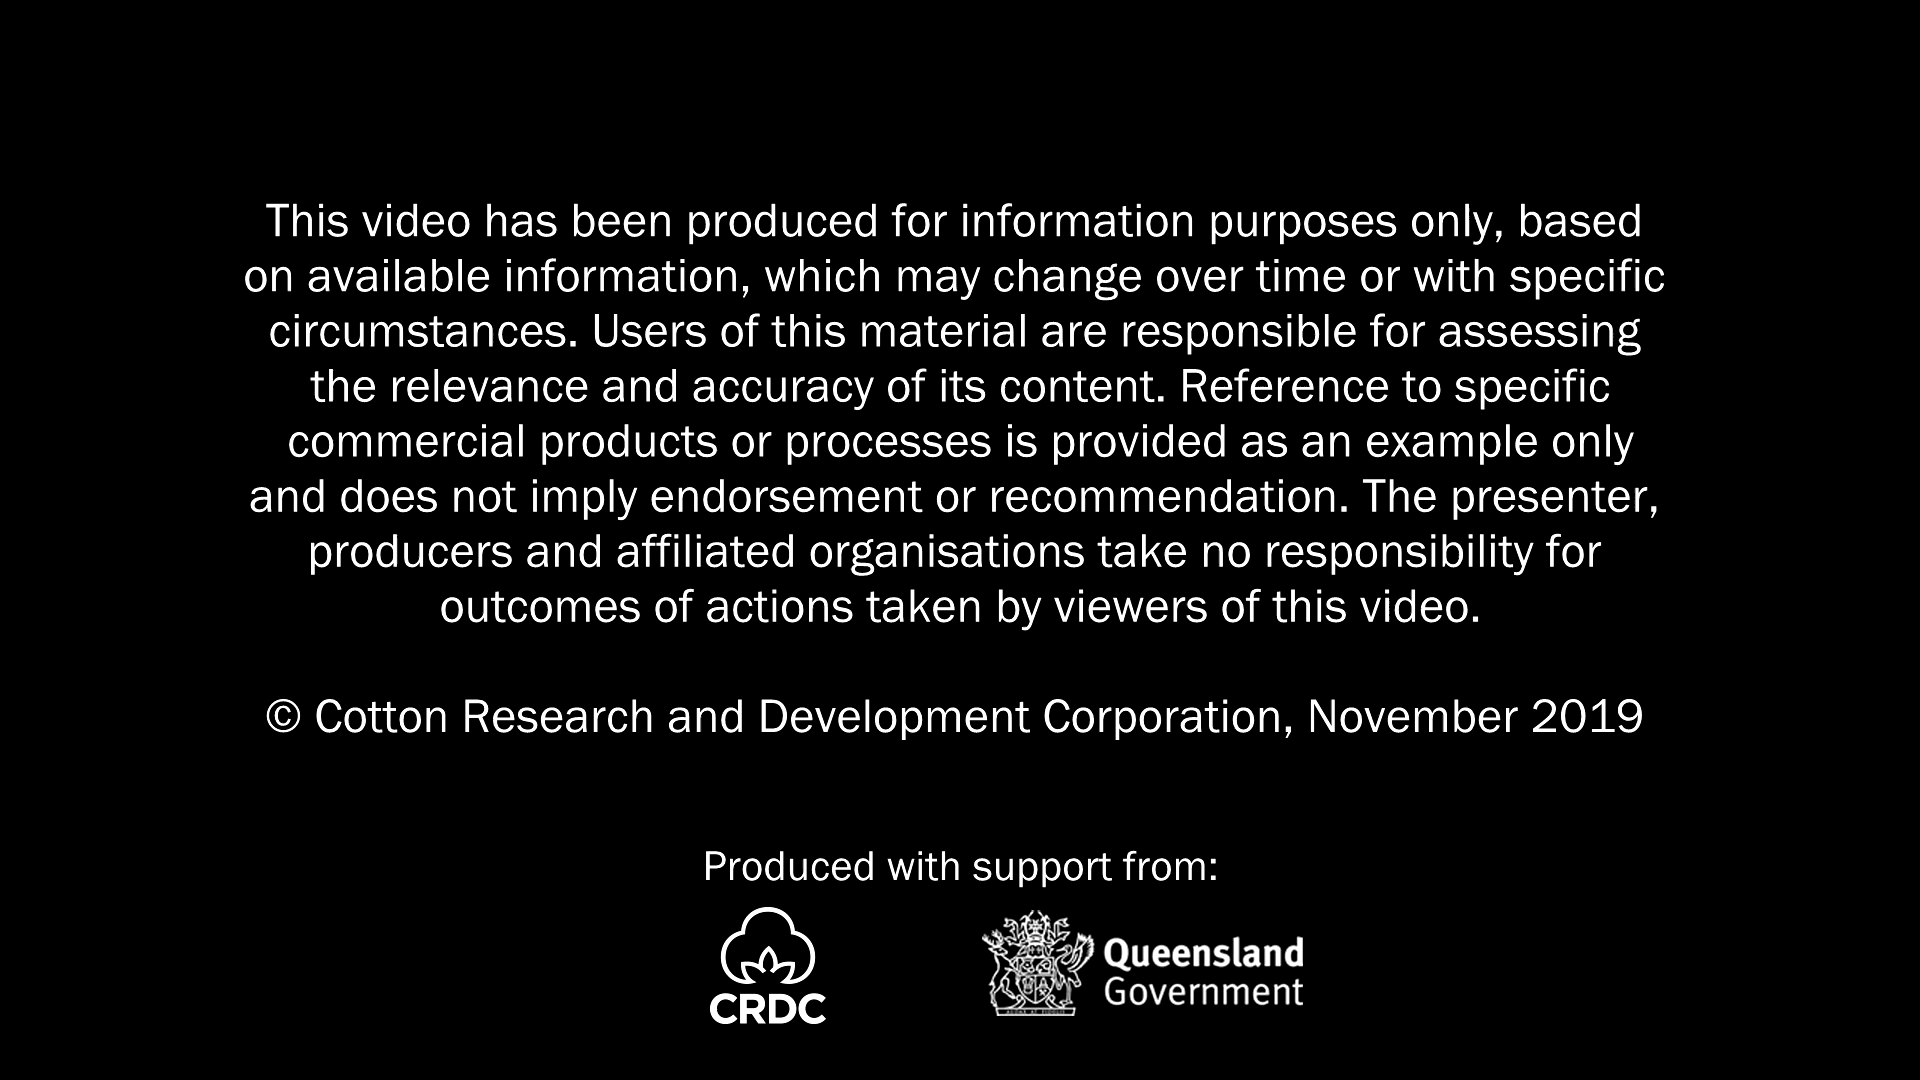 This video has been produced for information purposes only, based
on available information, which may change over time or with specific
circumstances. Users of this material are responsible for assessing
the relevance and accuracy of its content. Reference to specific
commercial products or processes is provided as an example only
and does not imply endorsement or recommendation. The presenter,
producers and affiliated organisations take no responsibility for
outcomes of actions taken by viewers of this video.
© Cotton Research and Development Corporation, November 2019
Produced with support from:
CRDC
Queensland
Government